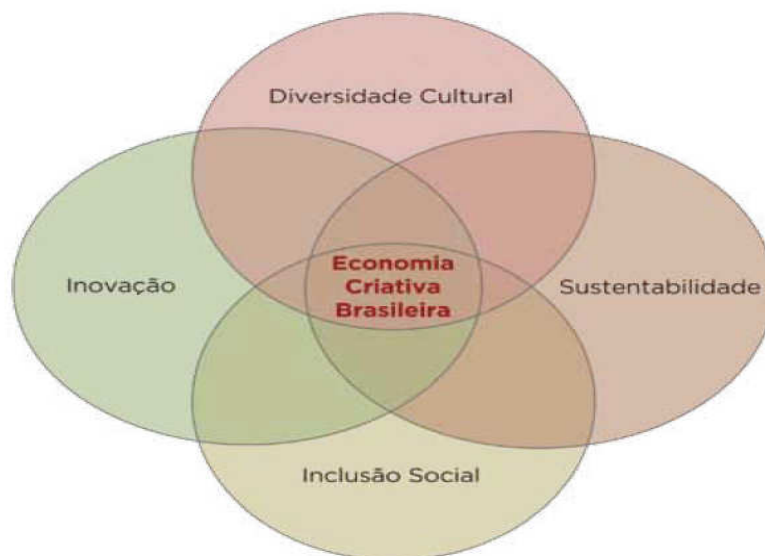 Diversidade Cultural
Inovação
Economia
Criativa
Brasileira
Sustentabilidade
Inclusão Social